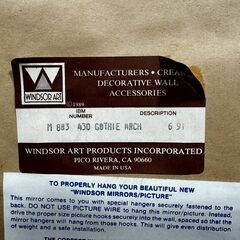 WINDSOR ART
MANUFACTURERS • CREA
DECORATIVE WALL
ACCESSORIES
©1989
IBM
NUMBER
DESCRIPTION
M 883 430 GOTHIE ARCH 6 91
WINDSOR ART PRODUCTS INCORPORATED
PICO RIVERA, CA 90660
MADE IN USA
TO PROPERLY HANG YOUR BEAUTIFUL NEW
"WINDSOR MIRRORS/PICTURE"
This mirror comes to you with special hangers securely fastened to
back. DO NOT USE PICTURE WIRE to hang this mirror/picture. Instead,
drive the proper size picture hooks securely into the wall, spaced so that the
mirror hangers will hang from those hooks. This will insure even distribution
of weight and a safe installation.